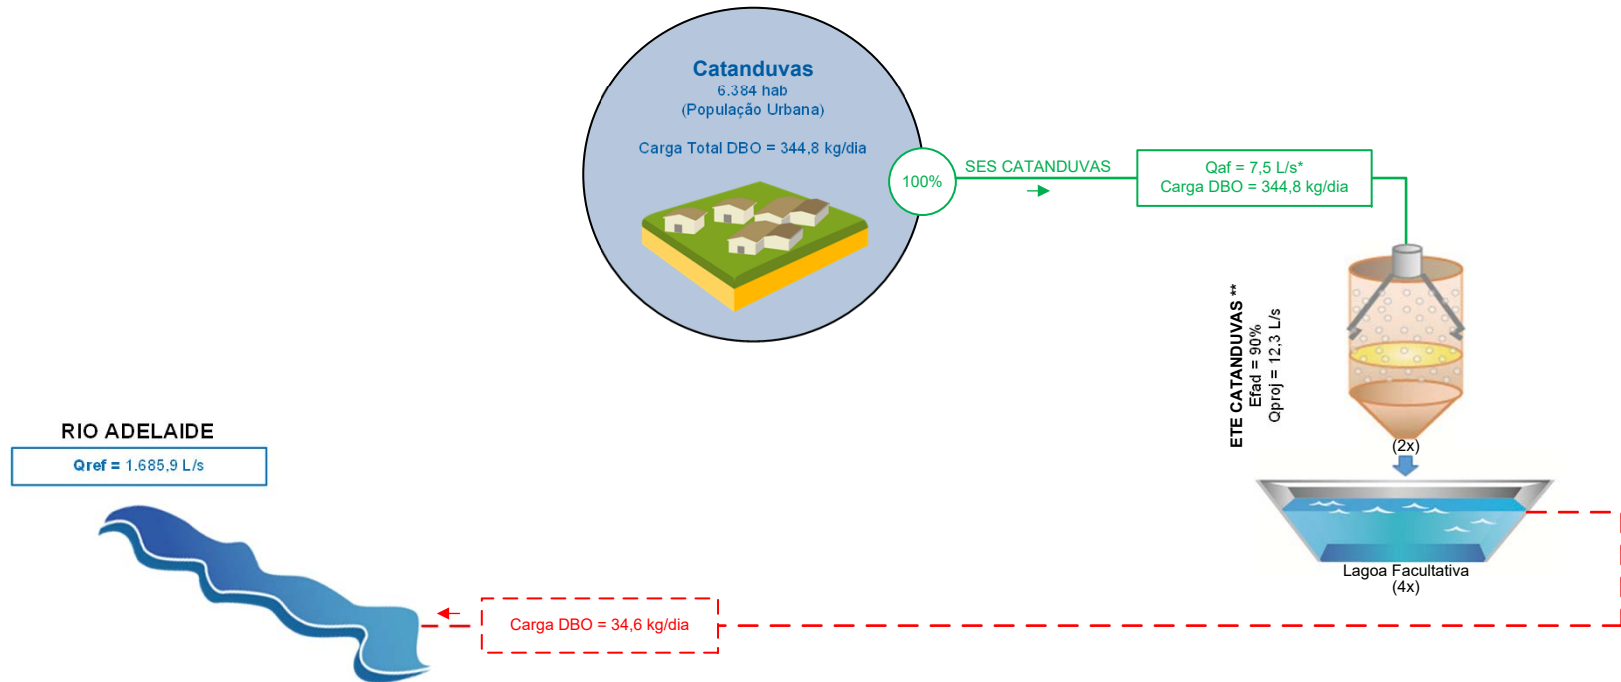 Catanduvas
6.384 hab
(População Urbana)
Carga Total DBO = 344,8 kg/dia
100%
SES CATANDUVAS
Qaf = 7,5 L/s*
Carga DBO = 344,8 kg/dia
ETE CATANDUVAS **
Efad = 90%
Qproj = 12,3 L/s
(2x)
Lagoa Facultativa
(4x)
RIO ADELAIDE
Qref = 1.685,9 L/s
Carga DBO = 34,6 kg/dia